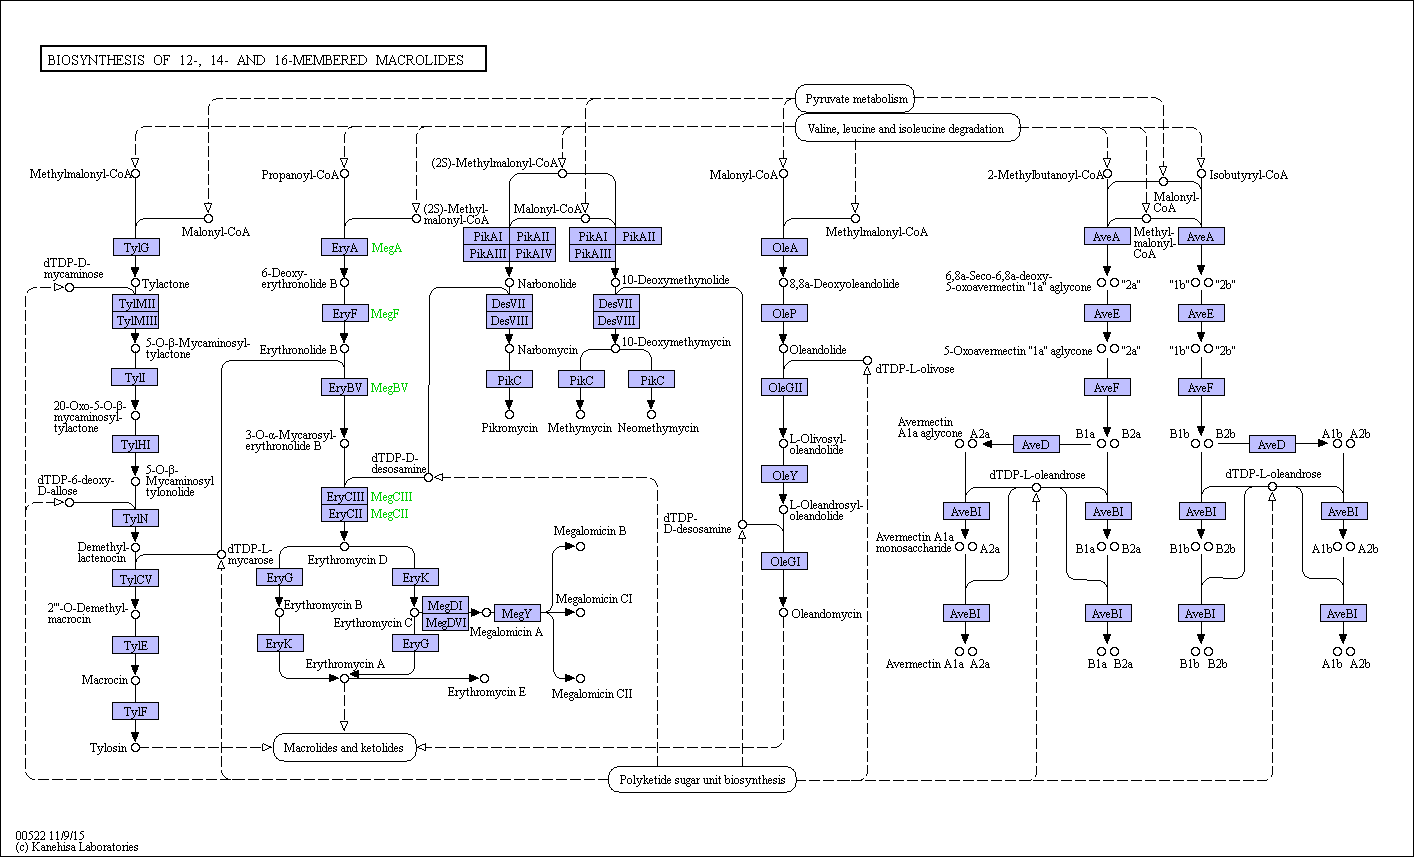 BIOSYNTHESIS OF 12-, 14- AND 16-MEMBERED MACROLIDES
Pyruvate metabolism
Valine, leucine and isoleucine degradation
Methylmalonyl-CoA
Malonyl-CoA
TylG
dTDP-D-
mycaminose
Tylactone
TylMII
TylMIII
5-O-β-Mycaminosyl-
tylactone
TylI
20-Oxo-5-O-β-
mycaminosyl-
tylactone
TylHI
5-O-β-
Mycaminosyl
tylonolide
dTDP-6-deoxy-
D-allose
TylN
Demethyl-
lactenocin
dTDP-L-
mycarose
TylCV
2'''-O-Demethyl-
macrocin
TylE
Macrocin
TylF
Tylosin
Propanoyl-CoA
(2S)-Methyl-
malonyl-CoA
EryA
MegA
6-Deoxy-
erythronolide B
EryF
MegF
Erythronolide B
EryBV
MegBV
3-O-α-Mycarosyl-
erythronolide B
dTDP-D-
desosamine
EryCIII
MegCIII
EryCII
MegCII
Erythromycin D
EryG
EryK
Erythromycin B
Erythromycin C
MegDI
MegDVI
Megalomicin A
MegY
Megalomicin B
Megalomicin CI
Megalomicin CII
EryK
EryG
Erythromycin A
Erythromycin E
Macrolides and ketolides
(2S)-Methylmalonyl-CoA
Malonyl-CoA
PikAI
PikAII
PikAIII
PikAIV
PikAI
PikAII
PikAIII
Narbonolide
10-Deoxymethynolide
DesVII
DesVIII
DesVII
DesVIII
Narbomycin
10-Deoxymethymycin
PikC
PikC
PikC
Pikromycin
Methymycin
Neomethymycin
Malonyl-CoA
Methylmalonyl-CoA
OleA
8,8a-Deoxyoleandolide
OleP
Oleandolide
dTDP-L-olivose
OleGII
L-Olivosyl-
oleandolide
OleY
L-Oleandrosyl-
oleandolide
dTDP-
D-desosamine
OleGI
Oleandomycin
Polyketide sugar unit biosynthesis
2-Methylbutanoyl-CoA
Isobutyryl-CoA
Malonyl-
CoA
Methyl-
malonyl-
CoA
AveA
AveA
6,8a-Seco-6,8a-deoxy-
5-oxoavermectin "1a" aglycone
"2a"
"1b"
"2b"
AveE
AveE
5-Oxoavermectin "1a" aglycone
"2a"
"1b"
"2b"
AveF
AveF
Avermectin
A1a aglycone
A2a
AveD
B1a
B2a
B1b
B2b
AveD
A1b
A2b
dTDP-L-oleandrose
dTDP-L-oleandrose
AveBI
AveBI
AveBI
AveBI
Avermectin A1a
monosaccharide
A2a
B1a
B2a
B1b
B2b
A1b
A2b
AveBI
AveBI
AveBI
AveBI
Avermectin A1a
A2a
B1a
B2a
B1b
B2b
A1b
A2b
00522 11/9/15
(c) Kanehisa Laboratories